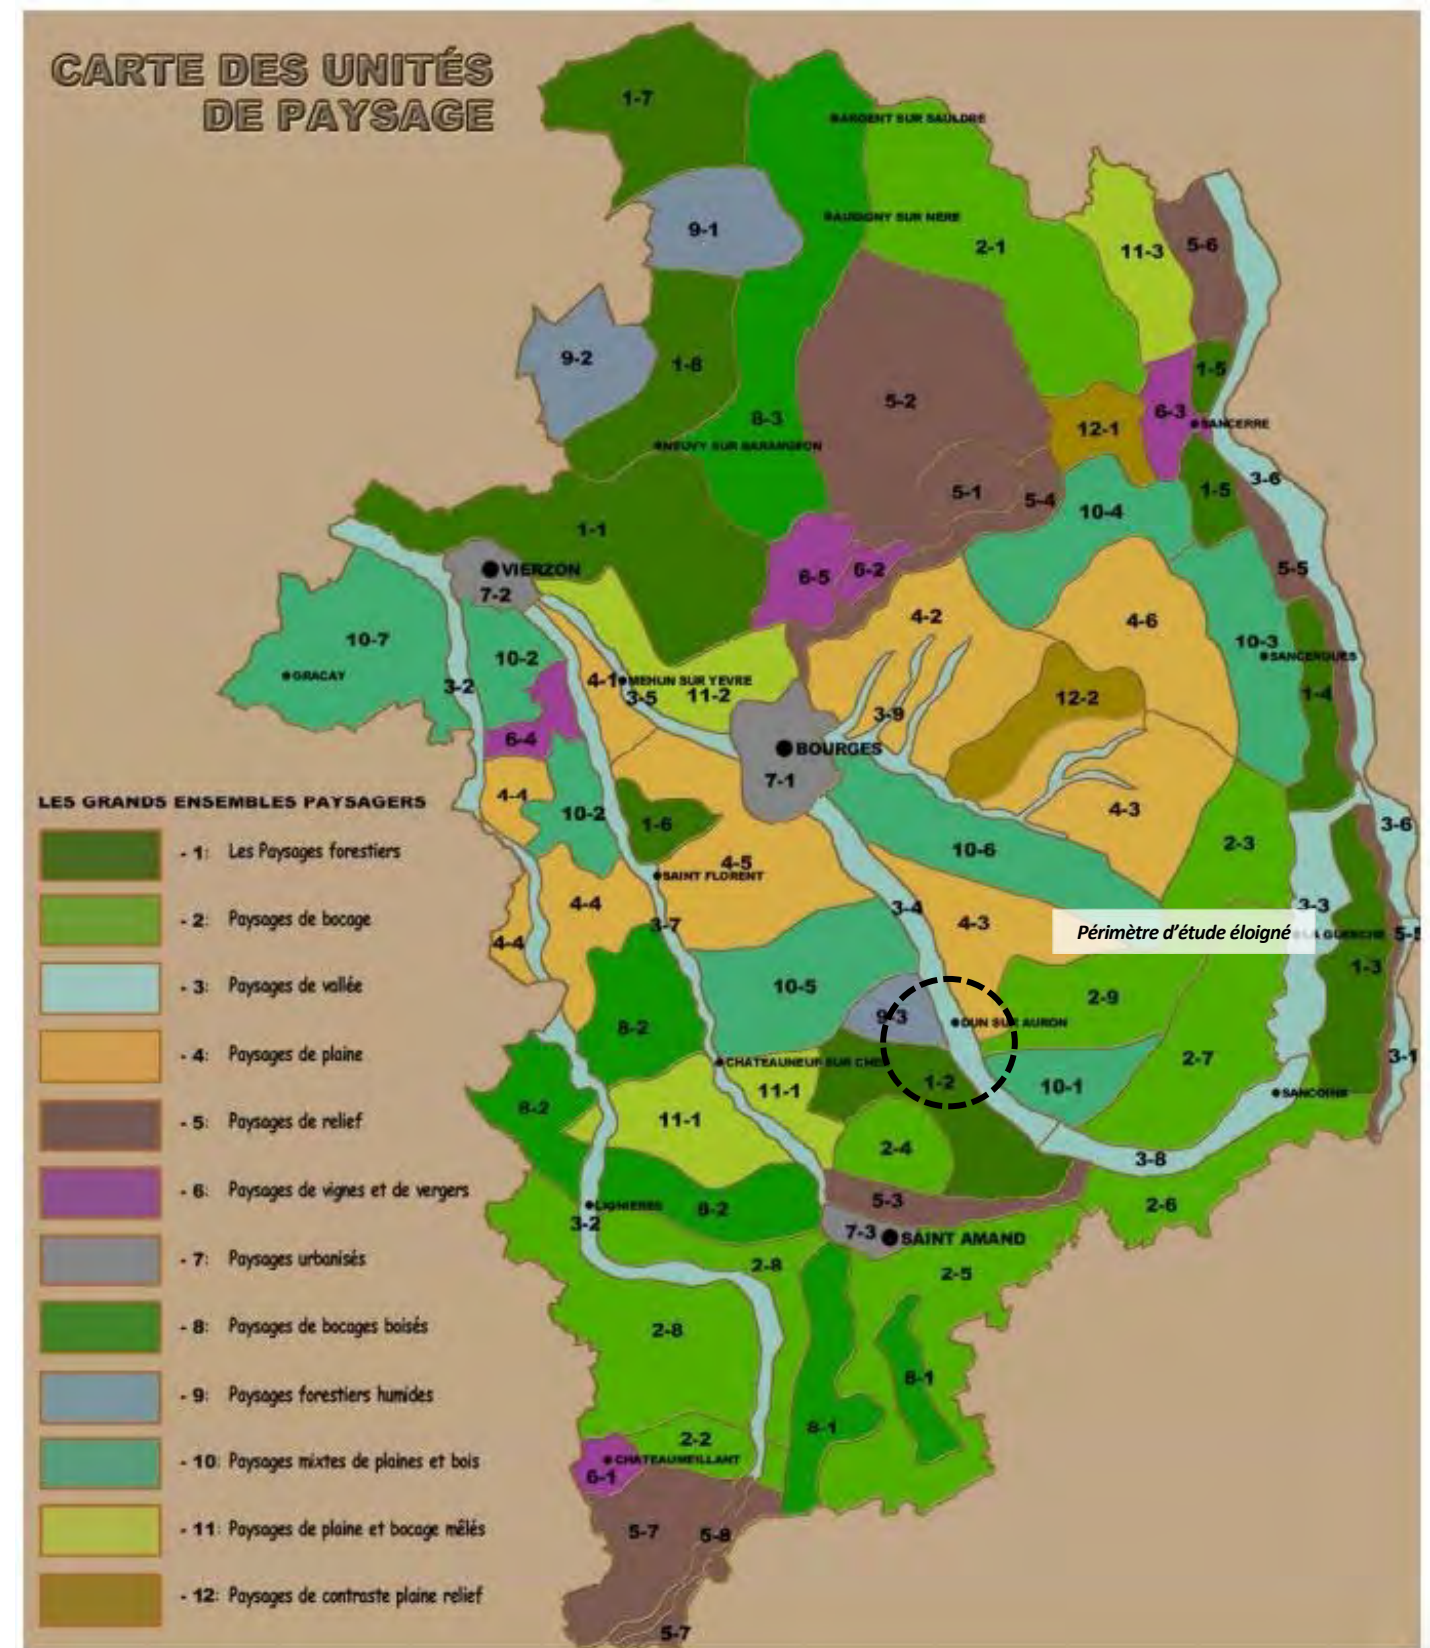 CARTE DES UNITÉS
DE PAYSAGE
1-7
ARGENT SUR SAULDRE
9-1
AUBIGNY SUR NERE
2-1
11-3
5-6
9-2
1-8
5-2
1-5
8-3
12-1
6-3
SANCERRE
NEUVY SUR BARANGEON
5-1
5-4
10-4
1-5
3-6
1-1
VIERZON
7-2
6-5
6-2
5-5
4-2
4-6
10-7
10-2
10-3
SANCERGUES
GRACAY
3-2
4-1
MEHUN SUR YEVRE
3-5
11-2
12-2
1-4
3-9
6-4
BOURGES
7-1
4-4
10-2
4-3
1-6
3-6
2-3
10-6
4-5
SAINT FLORENT
4-4
3-7
3-4
4-3
3-3
Périmètre d'étude éloigné
LA GUERCHE
5-5
4-4
1-3
10-5
2-9
9-3
DUN SUR AURON
8-2
2-7
3-1
CHATEAUNEUF SUR CHER
1-2
10-1
11-1
SANCOINS
8-2
11-1
2-4
3-8
5-3
2-6
LIGNIERES
8-2
3-2
7-3
SAINT AMAND
2-8
2-5
2-8
8-1
8-1
2-2
CHATEAUMEILLANT
6-1
5-7
5-8
5-7
LES GRANDS ENSEMBLES PAYSAGERS
- 1: Les Paysages forestiers
- 2: Paysages de bocage
- 3: Paysages de vallée
- 4: Paysages de plaine
- 5: Paysages de relief
- 6: Paysages de vignes et de vergers
- 7: Paysages urbanisés
- 8: Paysages de bocages boisés
- 9: Paysages forestiers humides
- 10: Paysages mixtes de plaines et bois
- 11: Paysages de plaine et bocage mêlés
- 12: Paysages de contraste plaine relief